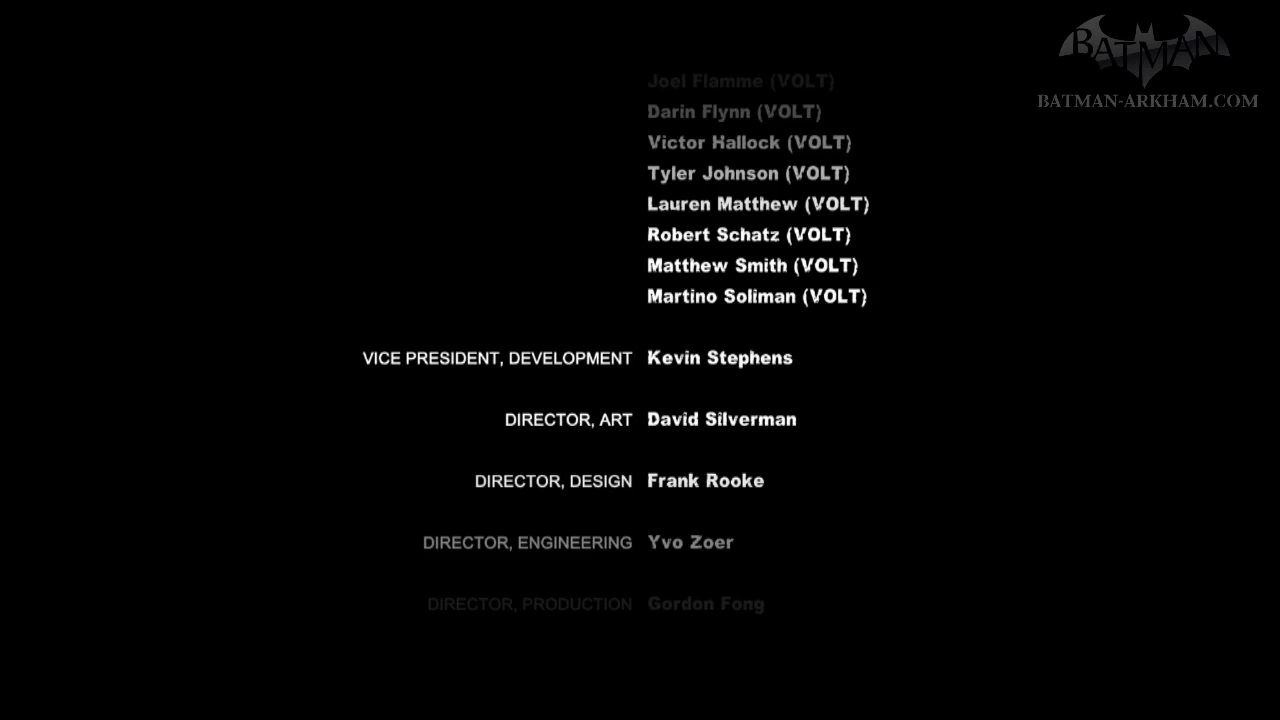 BATMAN
BATMAN-ARKHAM.COM
Joel Flamme (VOLT)
Darin Flynn (VOLT)
Victor Hallock (VOLT)
Tyler Johnson (VOLT)
Lauren Matthew (VOLT)
Robert Schatz (VOLT)
Matthew Smith (VOLT)
Martino Soliman (VOLT)
VICE PRESIDENT, DEVELOPMENT Kevin Stephens
DIRECTOR, ART David Silverman
DIRECTOR, DESIGN Frank Rooke
DIRECTOR, ENGINEERING Yvo Zoer
DIRECTOR, PRODUCTION Gordon Fong